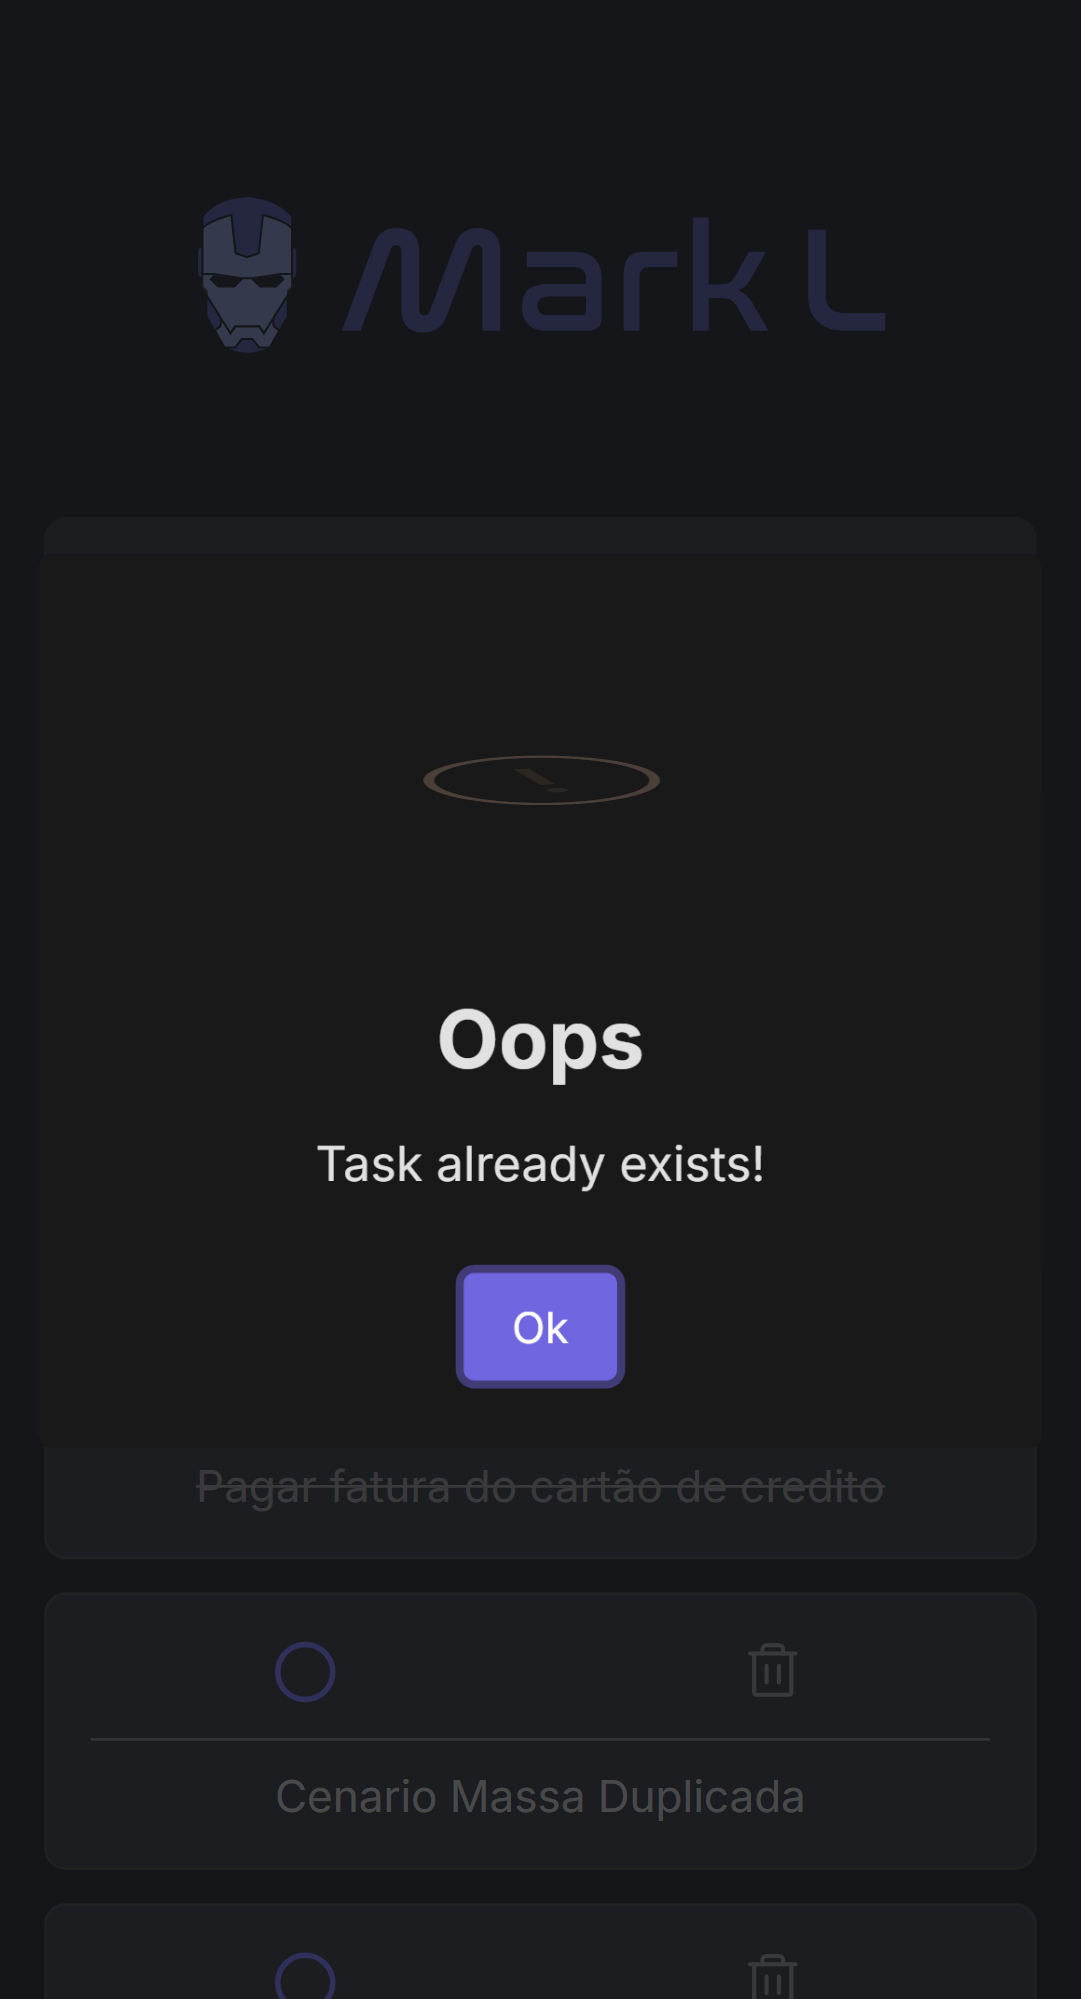 Mark L
Oops
Task already exists!
Ok
Pagar fatura do cartão de credito
Cenario Massa Duplicada